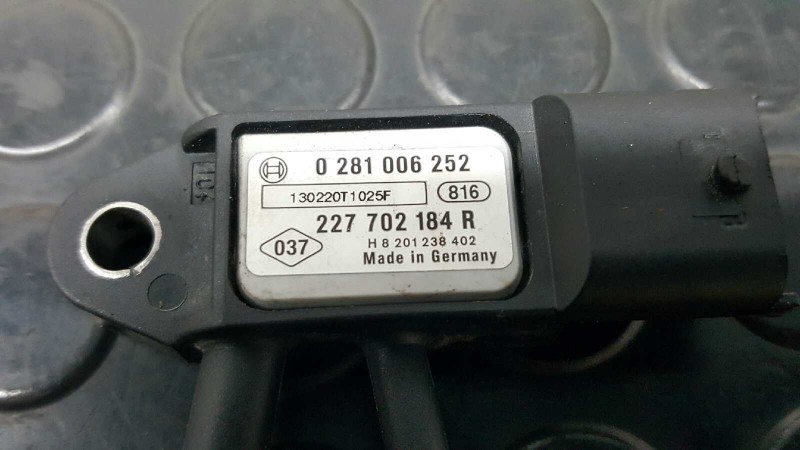 0 281 006 252
130220T1025F 816
227 702 184 R
037 H 8 201 238 402
Made in Germany